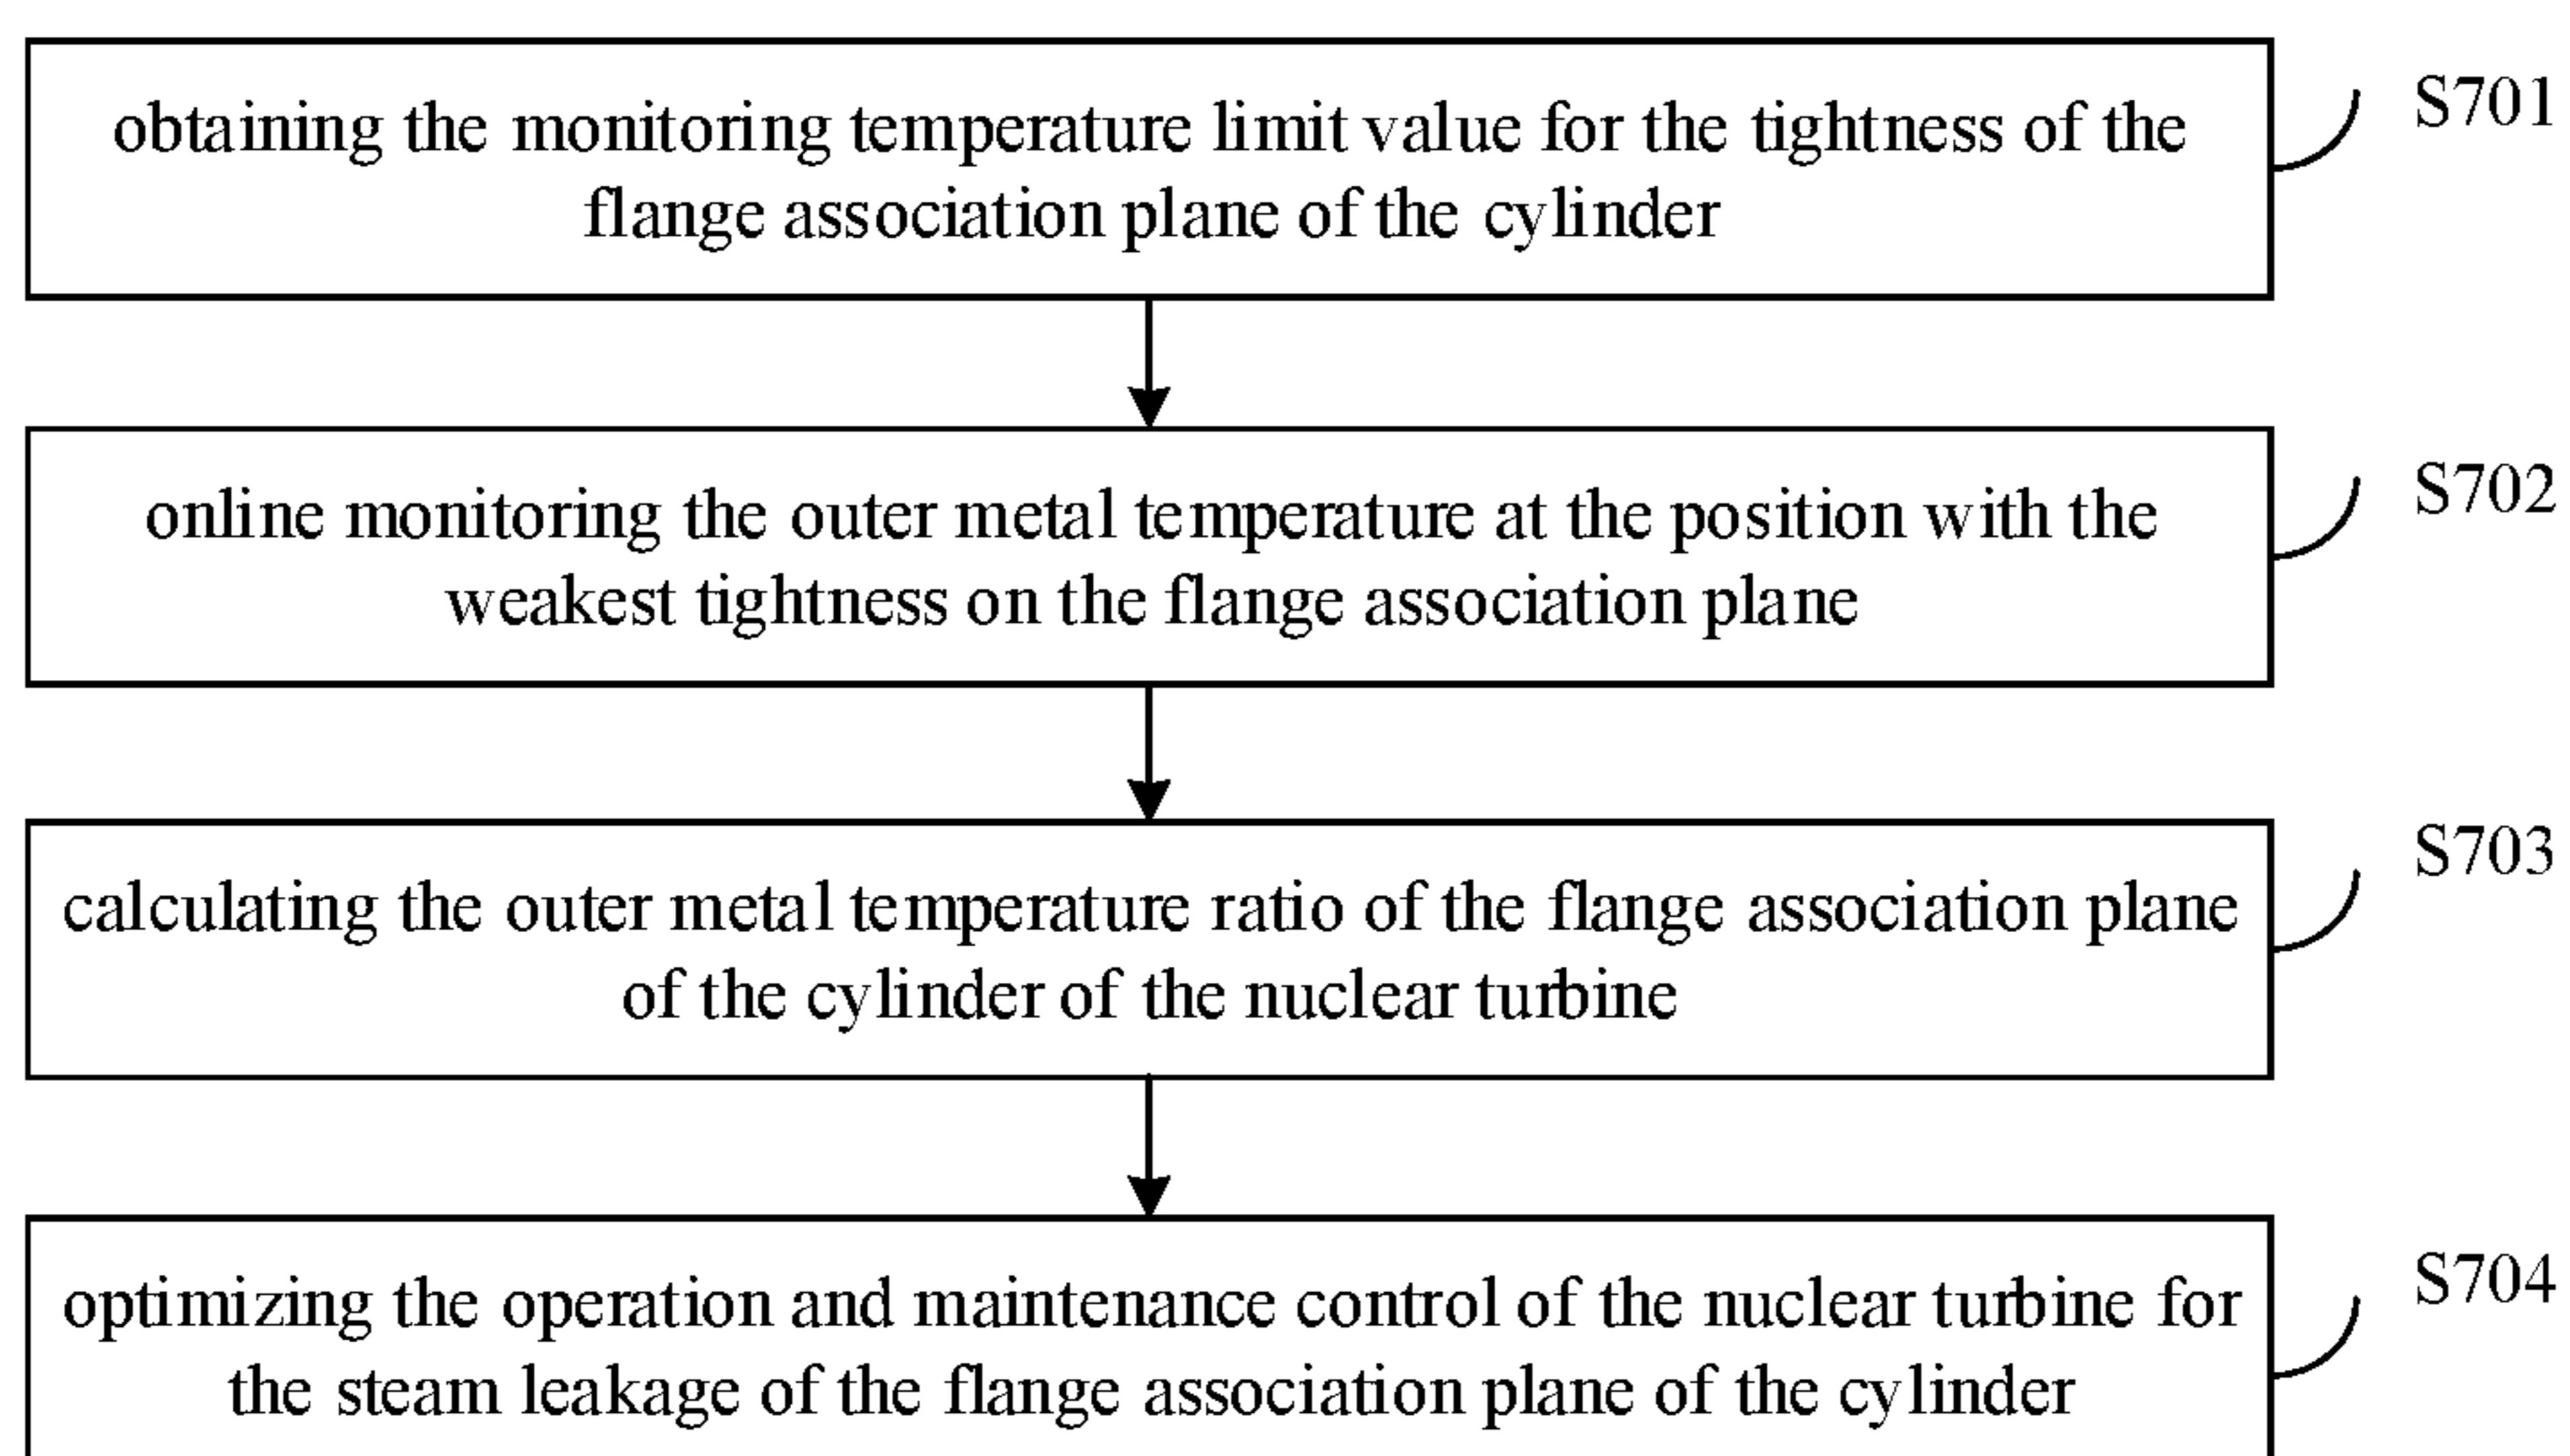 obtaining the monitoring temperature limit value for the tightness of the
flange association plane of the cylinder
S701
online monitoring the outer metal temperature at the position with the
weakest tightness on the flange association plane
S702
calculating the outer metal temperature ratio of the flange association plane
of the cylinder of the nuclear turbine
S703
optimizing the operation and maintenance control of the nuclear turbine for
the steam leakage of the flange association plane of the cylinder
S704